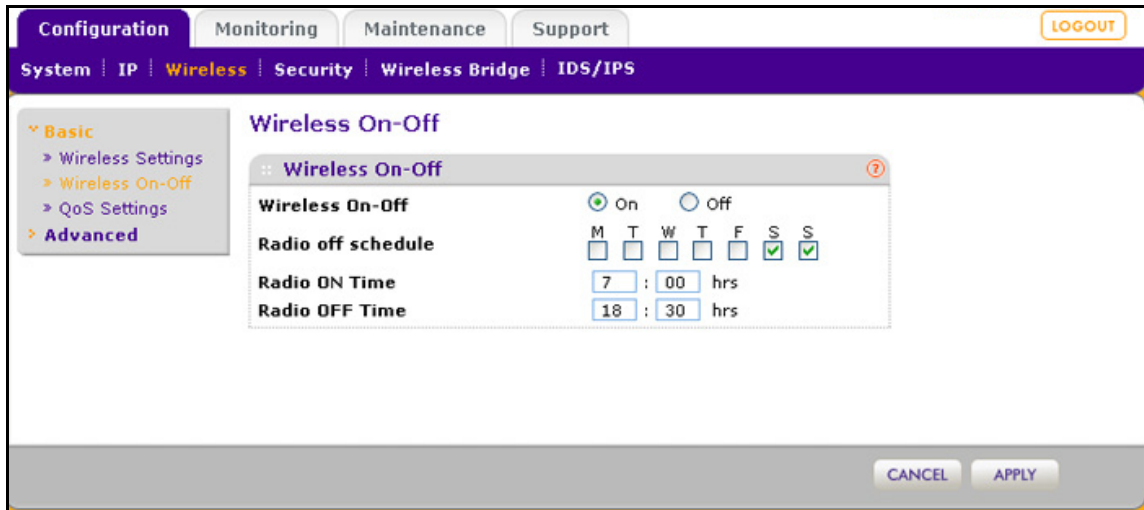 Configuration Monitoring Maintenance Support LOGOUT
System IP Wireless Security Wireless Bridge IDS/IPS
Basic
Wireless Settings
Wireless On-Off
QoS Settings
Advanced
Wireless On-Off
Wireless On-Off ?
Wireless On-Off On Off
M T W T F S S
Radio off schedule
Radio ON Time 7 : 00 hrs
Radio OFF Time 18 : 30 hrs
CANCEL APPLY